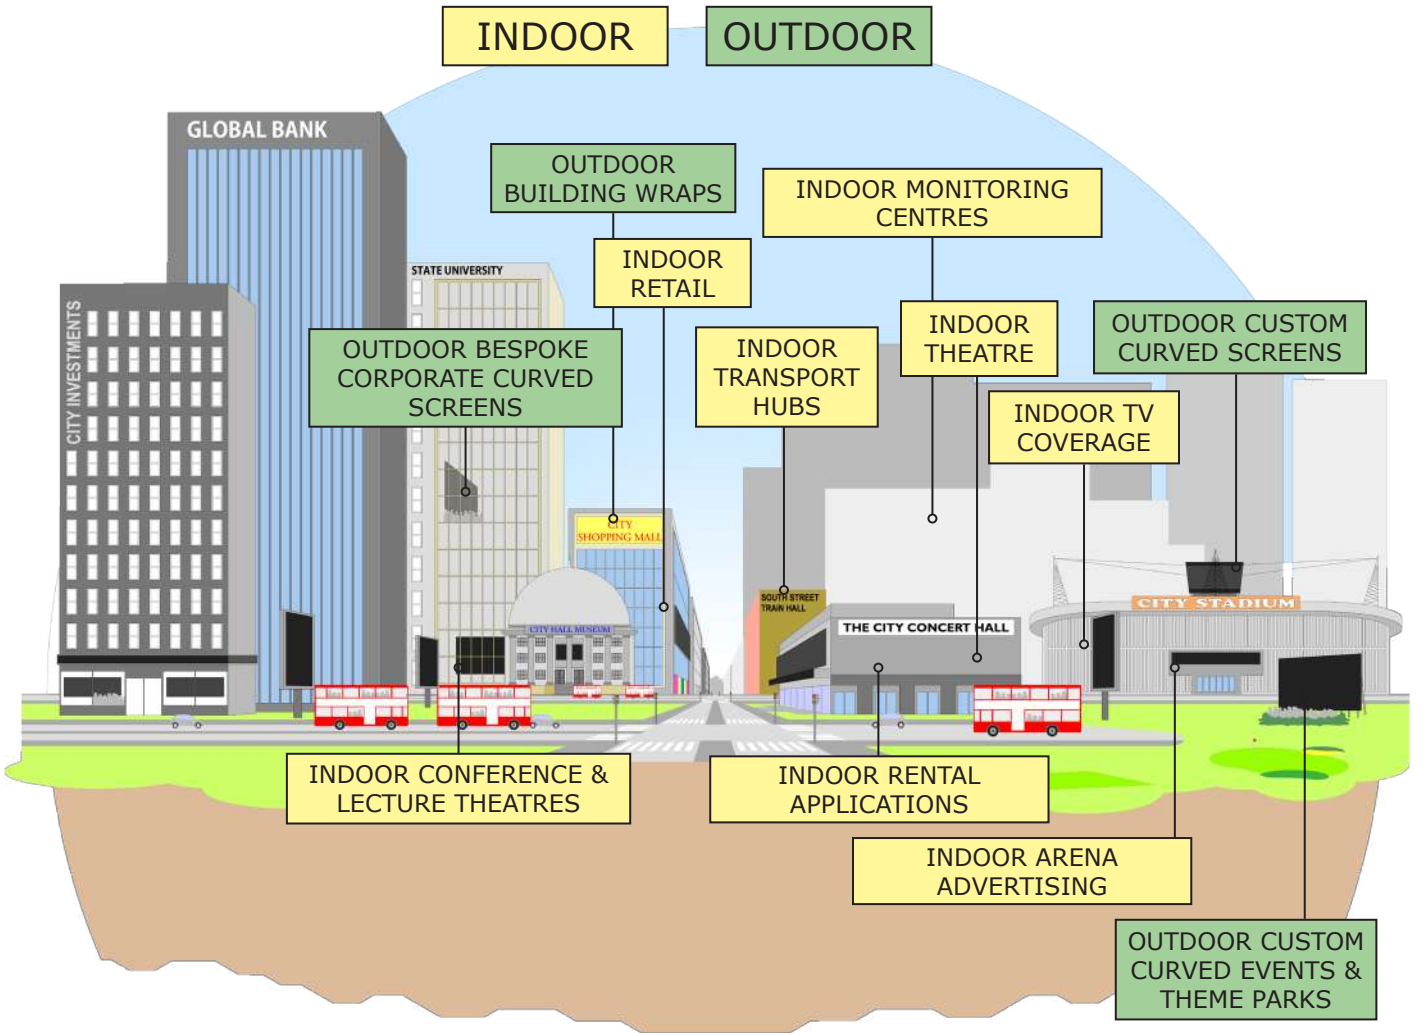 INDOOR
OUTDOOR
GLOBAL BANK
OUTDOOR
BUILDING WRAPS
INDOOR MONITORING
CENTRES
INDOOR
RETAIL
STATE UNIVERSITY
CITY INVESTMENTS
OUTDOOR BESPOKE
CORPORATE CURVED
SCREENS
INDOOR
TRANSPORT
HUBS
INDOOR
THEATRE
OUTDOOR CUSTOM
CURVED SCREENS
INDOOR TV
COVERAGE
CITY
SHOPPING MALL
SOUTH STREET
TRAIN HALL
CITY STADIUM
CITY HALL MUSEUM
THE CITY CONCERT HALL
INDOOR CONFERENCE &
LECTURE THEATRES
INDOOR RENTAL
APPLICATIONS
INDOOR ARENA
ADVERTISING
OUTDOOR CUSTOM
CURVED EVENTS &
THEME PARKS